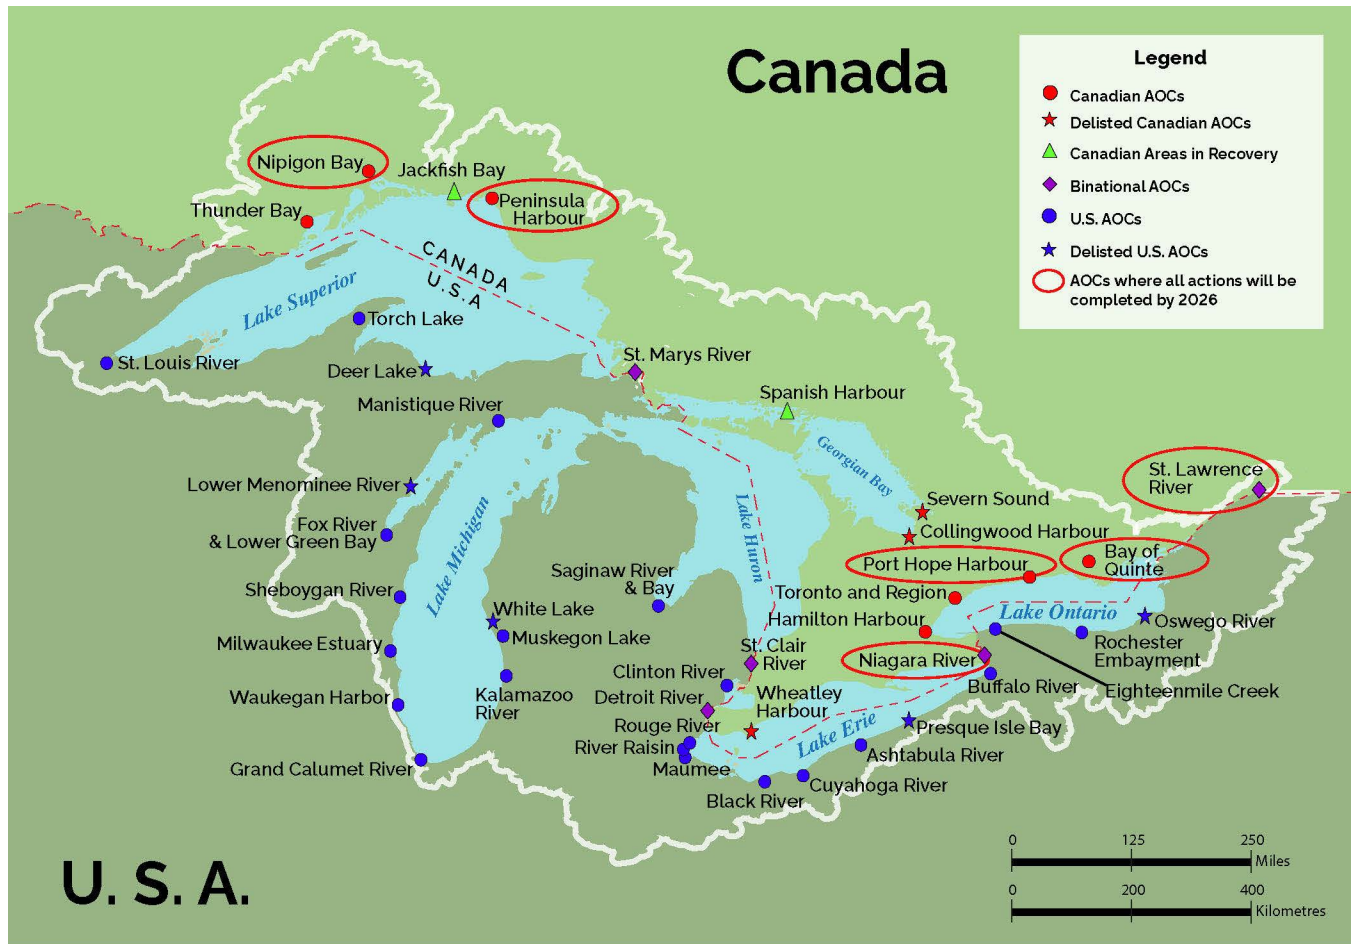 Canada
Legend
Canadian AOCs
Delisted Canadian AOCs
Canadian Areas in Recovery
Binational AOCs
U.S. AOCs
Delisted U.S. AOCs
AOCs where all actions will be
completed by 2026
Nipigon Bay
Jackfish Bay
Peninsula
Harbour
Thunder Bay
CANADA
U.S.A
Lake Superior
Torch Lake
St. Louis River
Deer Lake
St. Marys River
Manistique River
Spanish Harbour
Georgian Bay
St. Lawrence
River
Lower Menominee River
Severn Sound
Collingwood Harbour
Fox River
& Lower Green Bay
Lake Michigan
Lake Huron
Port Hope Harbour
Bay of
Quinte
Saginaw River
& Bay
Sheboygan River
Toronto and Region
White Lake
Hamilton Harbour
Lake Ontario
Oswego River
Muskegon Lake
Milwaukee Estuary
St. Clair
River
Niagara River
Rochester
Embayment
Clinton River
Buffalo River
Eighteenmile Creek
Waukegan Harbor
Kalamazoo
River
Detroit River
Wheatley
Harbour
Rouge River
Lake Erie
Presque Isle Bay
River Raisin
Ashtabula River
Maumee
Grand Calumet River
Cuyahoga River
Black River
U. S. A.
0 125 250
Miles
0 200 400
Kilometres